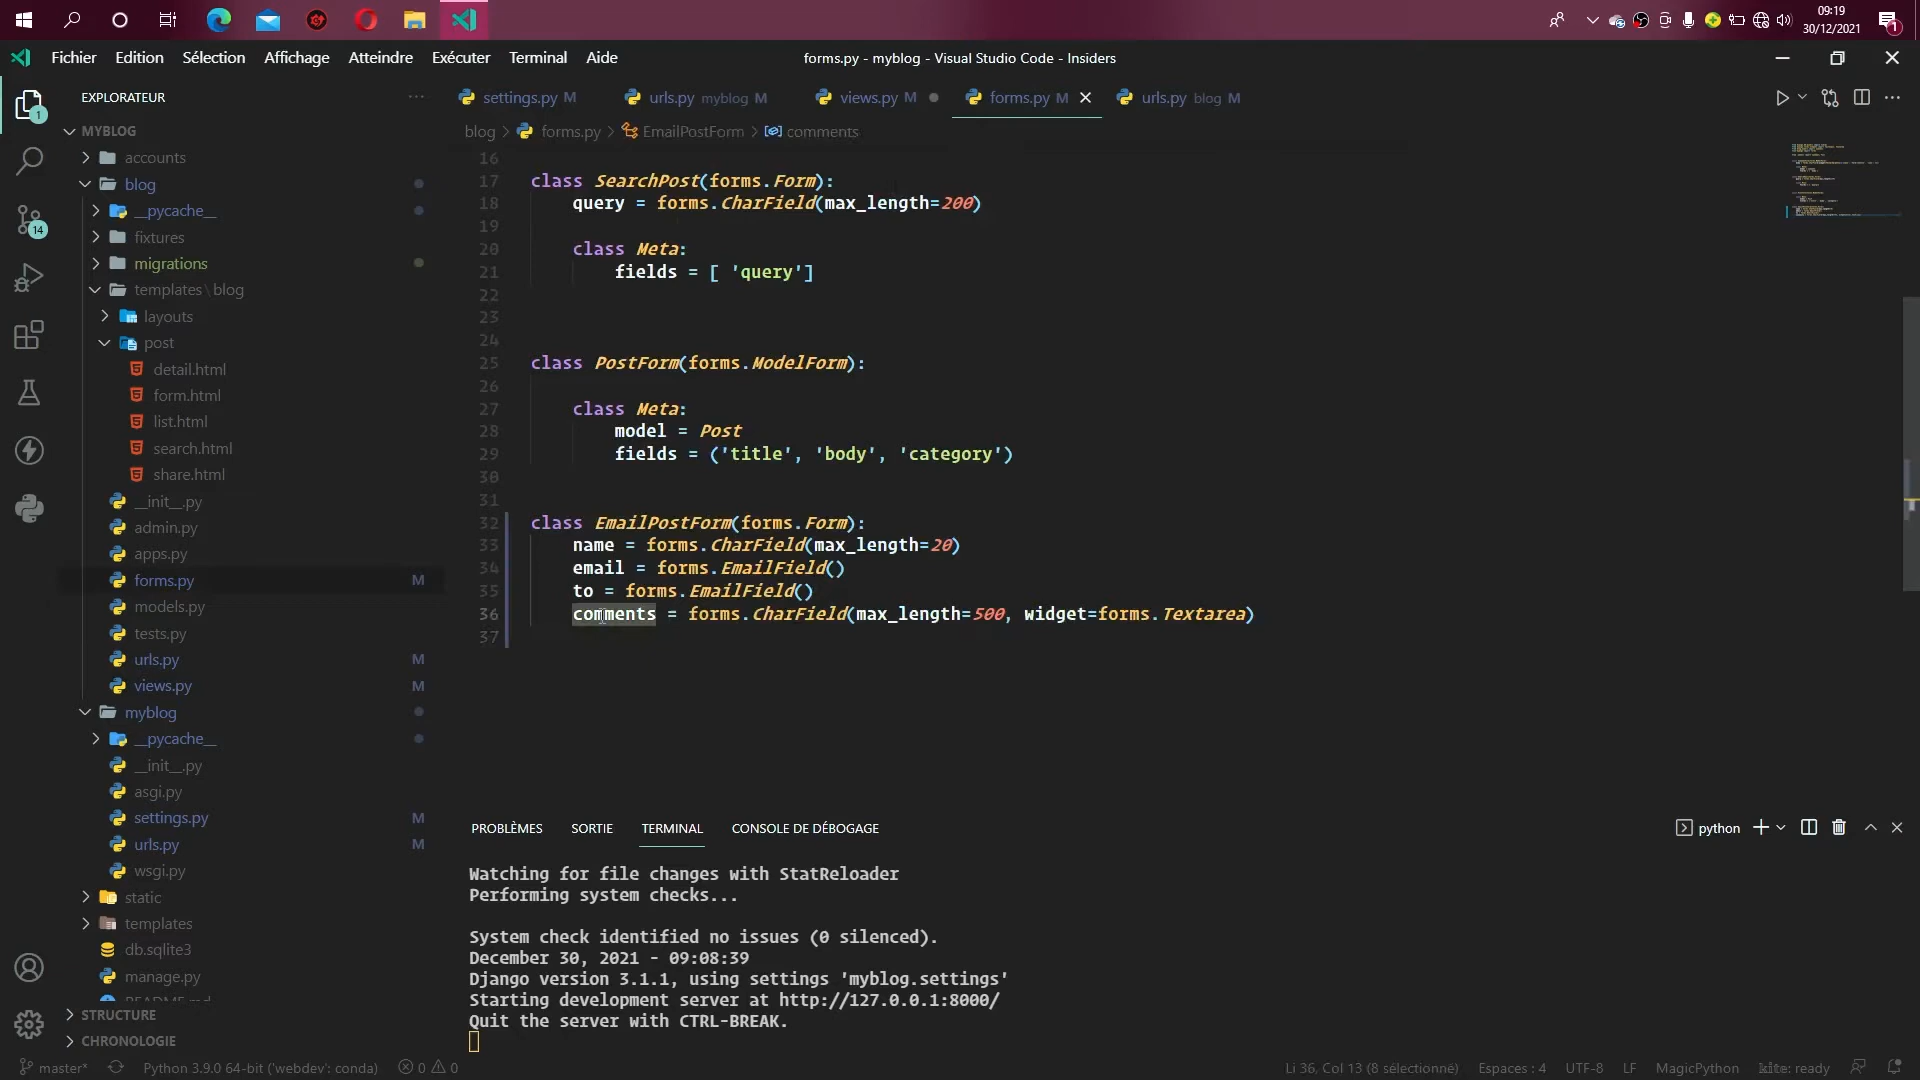 09:19
30/12/2021
1
Fichier Edition Sélection Affichage Atteindre Exécuter Terminal Aide
forms.py - myblog - Visual Studio Code - Insiders
EXPLORATEUR ...
settings.py M
urls.py myblog M
views.py M
forms.py M
urls.py blog M
1
14
blog > forms.py > EmailPostForm > comments
MYBLOG
accounts
blog
__pycache__
fixtures
migrations
templates\blog
layouts
post
detail.html
form.html
list.html
search.html
share.html
__init__.py
admin.py
apps.py
forms.py M
models.py
tests.py
urls.py M
views.py M
myblog
__pycache__
__init__.py
asgi.py
settings.py M
urls.py M
wsgi.py
static
templates
db.sqlite3
manage.py
README.md
STRUCTURE
CHRONOLOGIE
16
17 class SearchPost(forms.Form):
18 query = forms.CharField(max_length=200)
19
20 class Meta:
21 fields = [ 'query']
22
23
24
25 class PostForm(forms.ModelForm):
26
27 class Meta:
28 model = Post
29 fields = ('title', 'body', 'category')
30
31
32 class EmailPostForm(forms.Form):
33 name = forms.CharField(max_length=20)
34 email = forms.EmailField()
35 to = forms.EmailField()
36 comments = forms.CharField(max_length=500, widget=forms.Textarea)
37
PROBLÈMES SORTIE TERMINAL CONSOLE DE DÉBOGAGE
python
Watching for file changes with StatReloader
Performing system checks...
System check identified no issues (0 silenced).
December 30, 2021 - 09:08:39
Django version 3.1.1, using settings 'myblog.settings'
Starting development server at http://127.0.0.1:8000/
Quit the server with CTRL-BREAK.
master* Python 3.9.0 64-bit ('webdev': conda) 0 0
Li 36, Col 13 (8 sélectionné) Espaces : 4 UTF-8 LF MagicPython kite: ready